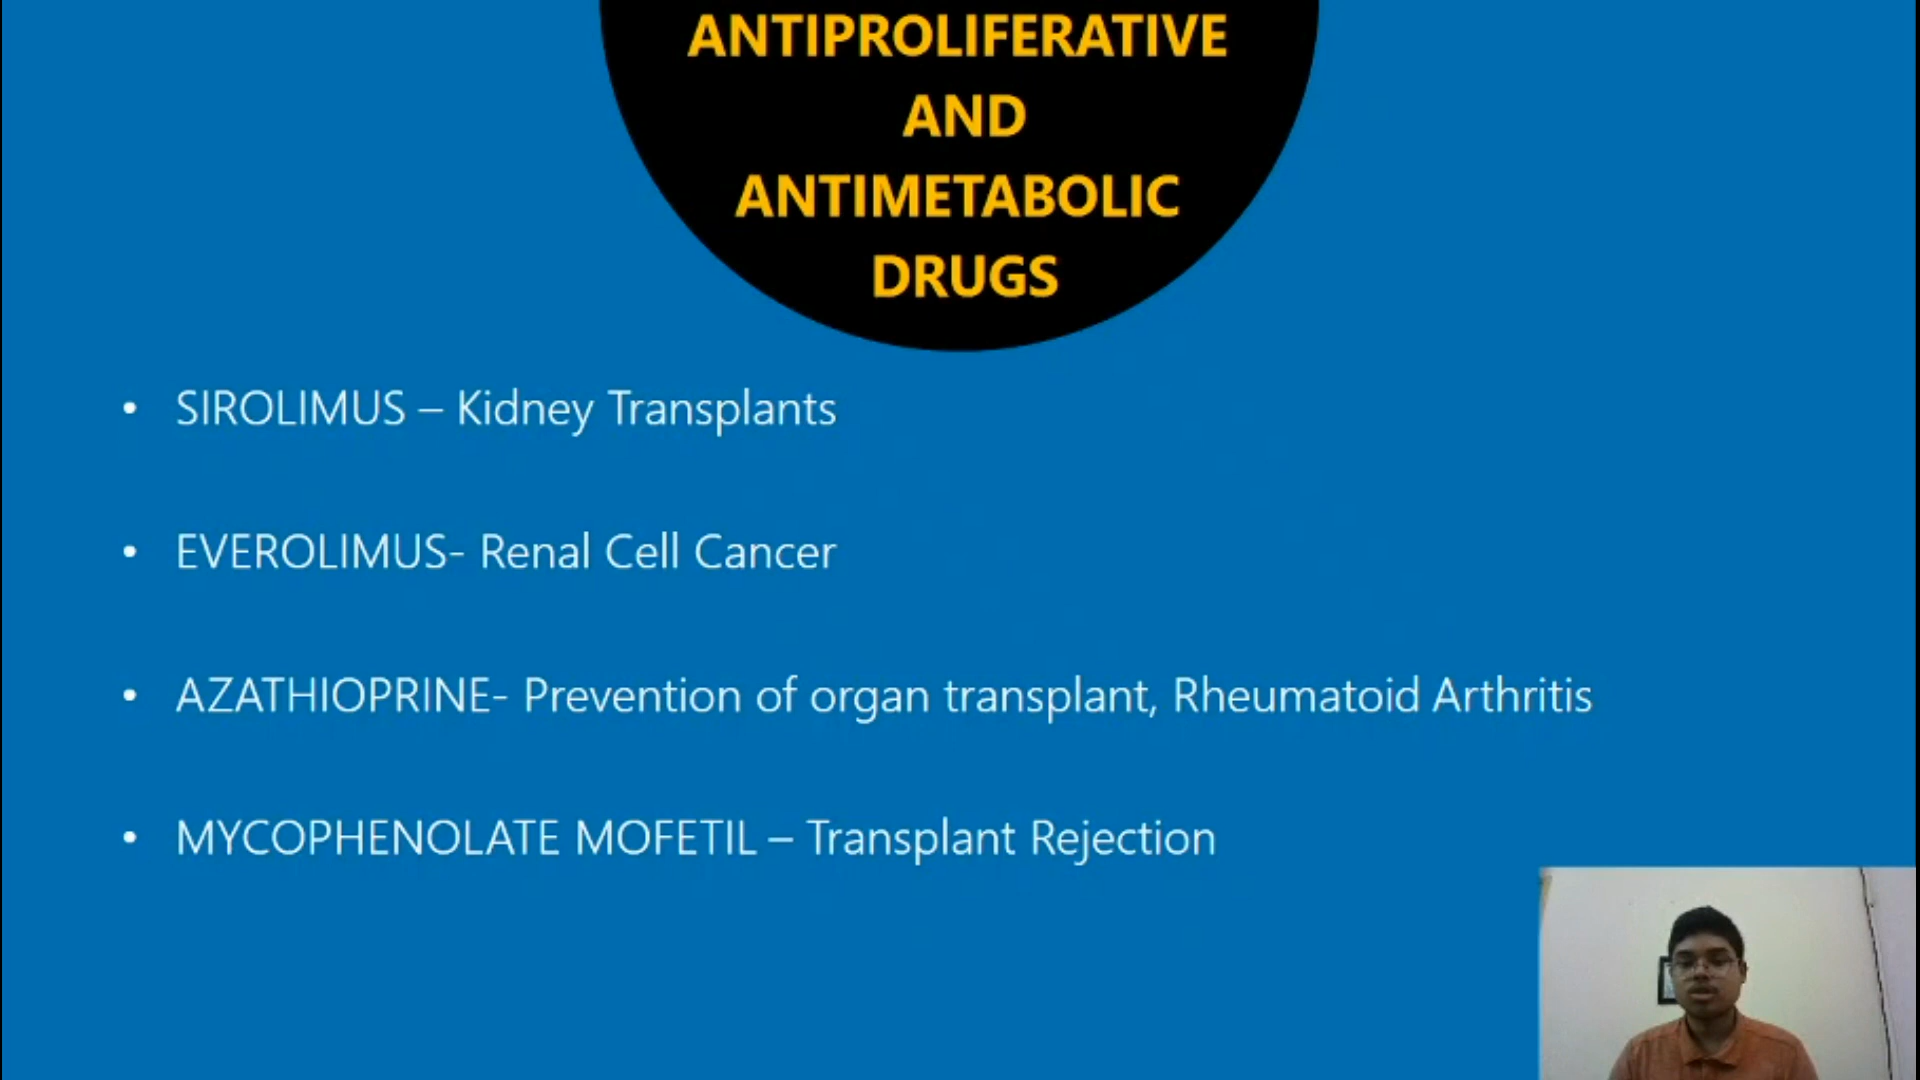 ANTIPROLIFERATIVE
AND
ANTIMETABOLIC
DRUGS
• SIROLIMUS – Kidney Transplants
• EVEROLIMUS- Renal Cell Cancer
• AZATHIOPRINE- Prevention of organ transplant, Rheumatoid Arthritis
• MYCOPHENOLATE MOFETIL – Transplant Rejection